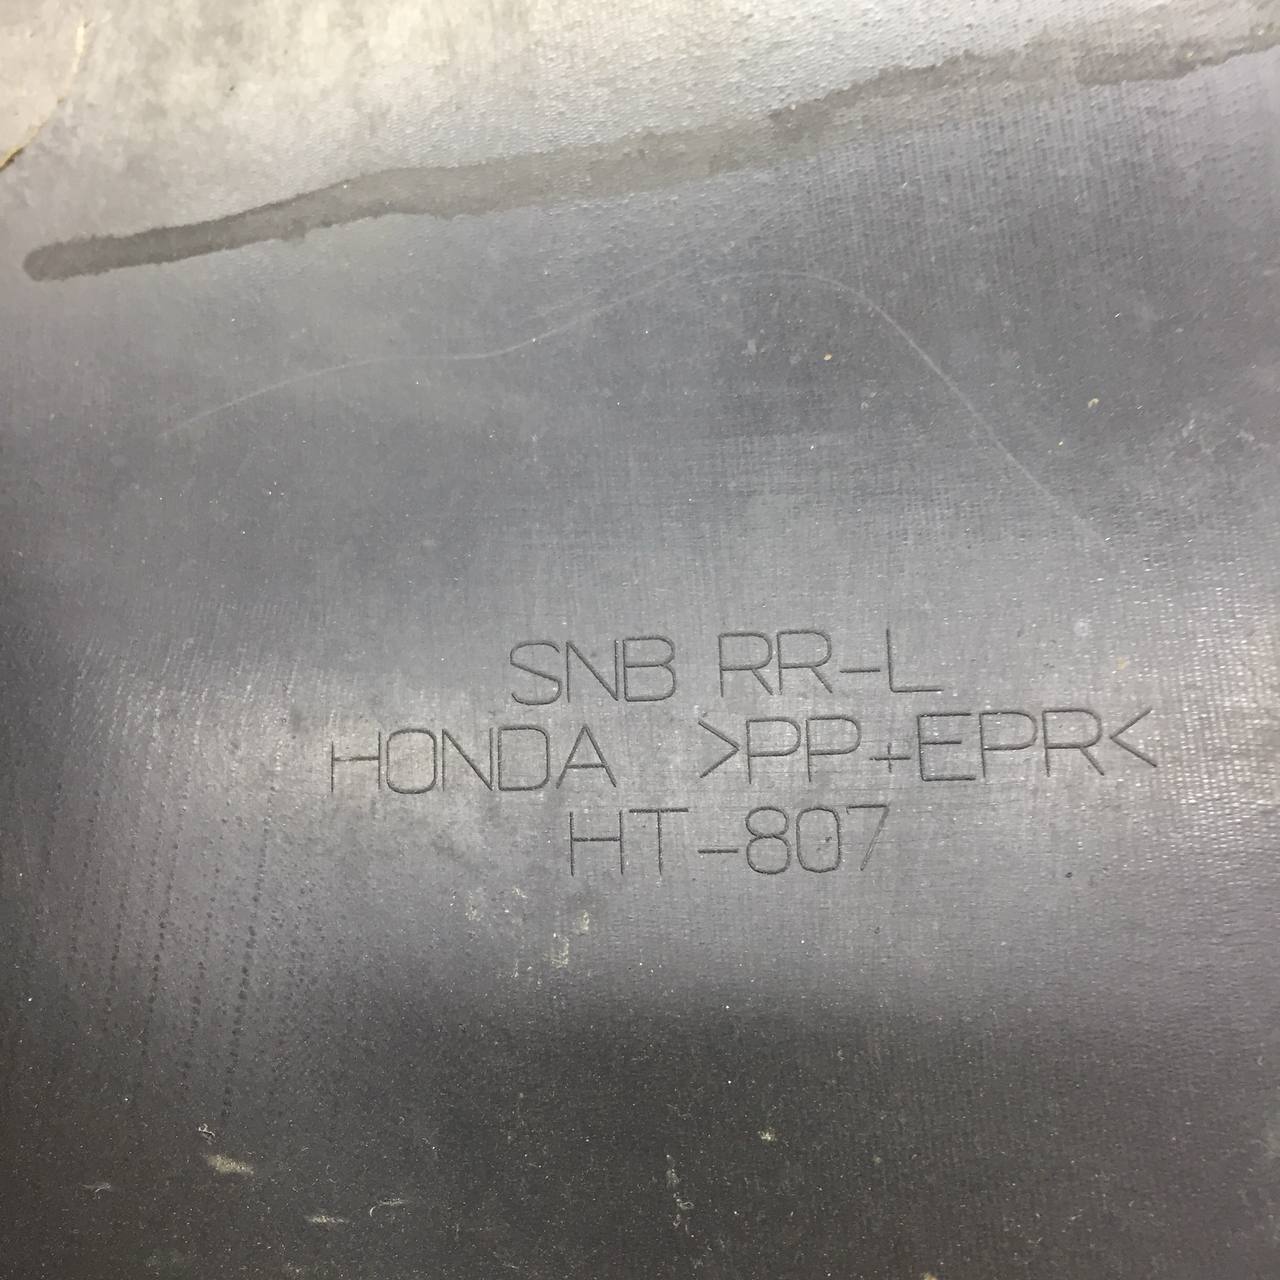 SNB RR-L
HONDA >PP+EPR<
HT-807